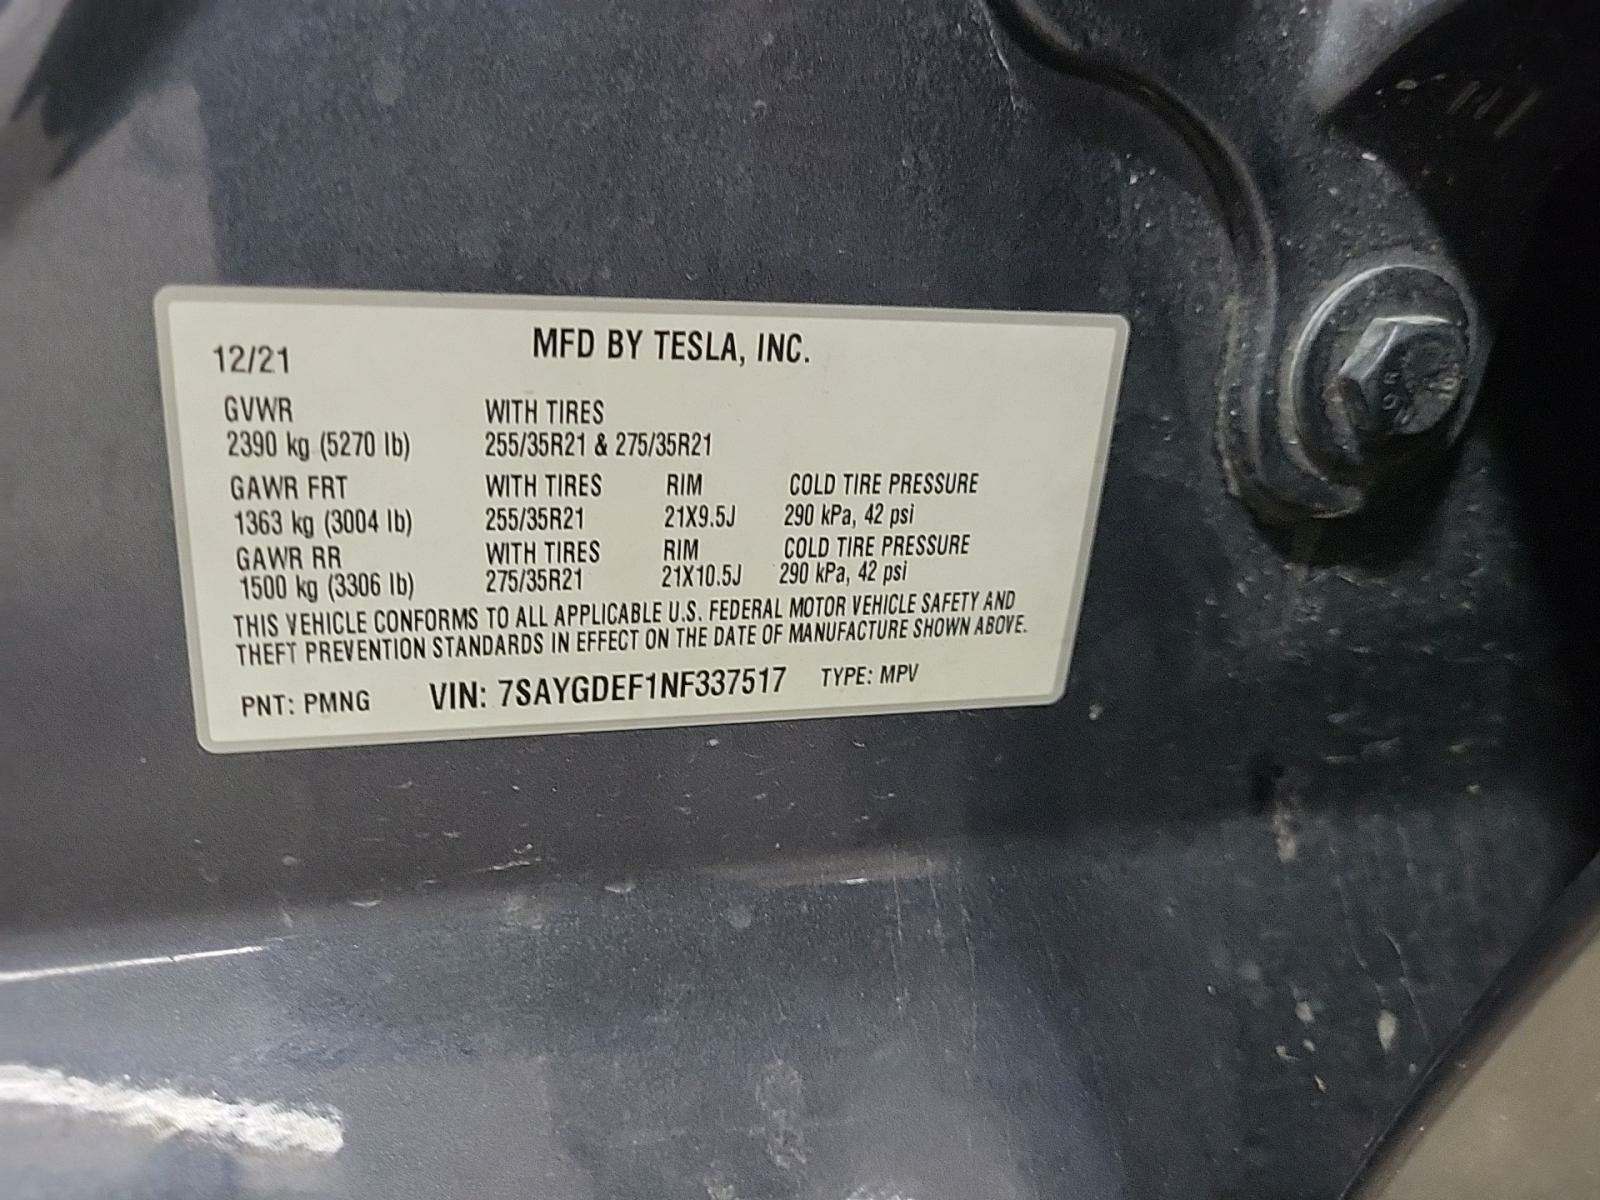 12/21 MFD BY TESLA, INC.
GVWR WITH TIRES
2390 kg (5270 lb) 255/35R21 & 275/35R21
GAWR FRT WITH TIRES RIM COLD TIRE PRESSURE
1363 kg (3004 lb) 255/35R21 21X9.5J 290 kPa, 42 psi
GAWR RR WITH TIRES RIM COLD TIRE PRESSURE
1500 kg (3306 lb) 275/35R21 21X10.5J 290 kPa, 42 psi
THIS VEHICLE CONFORMS TO ALL APPLICABLE U.S. FEDERAL MOTOR VEHICLE SAFETY AND
THEFT PREVENTION STANDARDS IN EFFECT ON THE DATE OF MANUFACTURE SHOWN ABOVE.
PNT: PMNG VIN: 7SAYGDEF1NF337517 TYPE: MPV